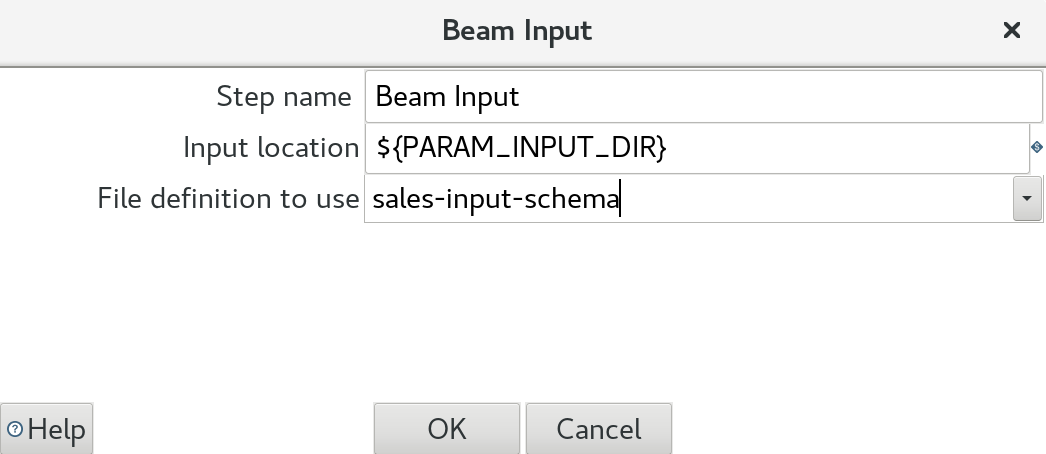 Beam Input
Step name Beam Input
Input location ${PARAM_INPUT_DIR}
File definition to use sales-input-schema
Help OK Cancel